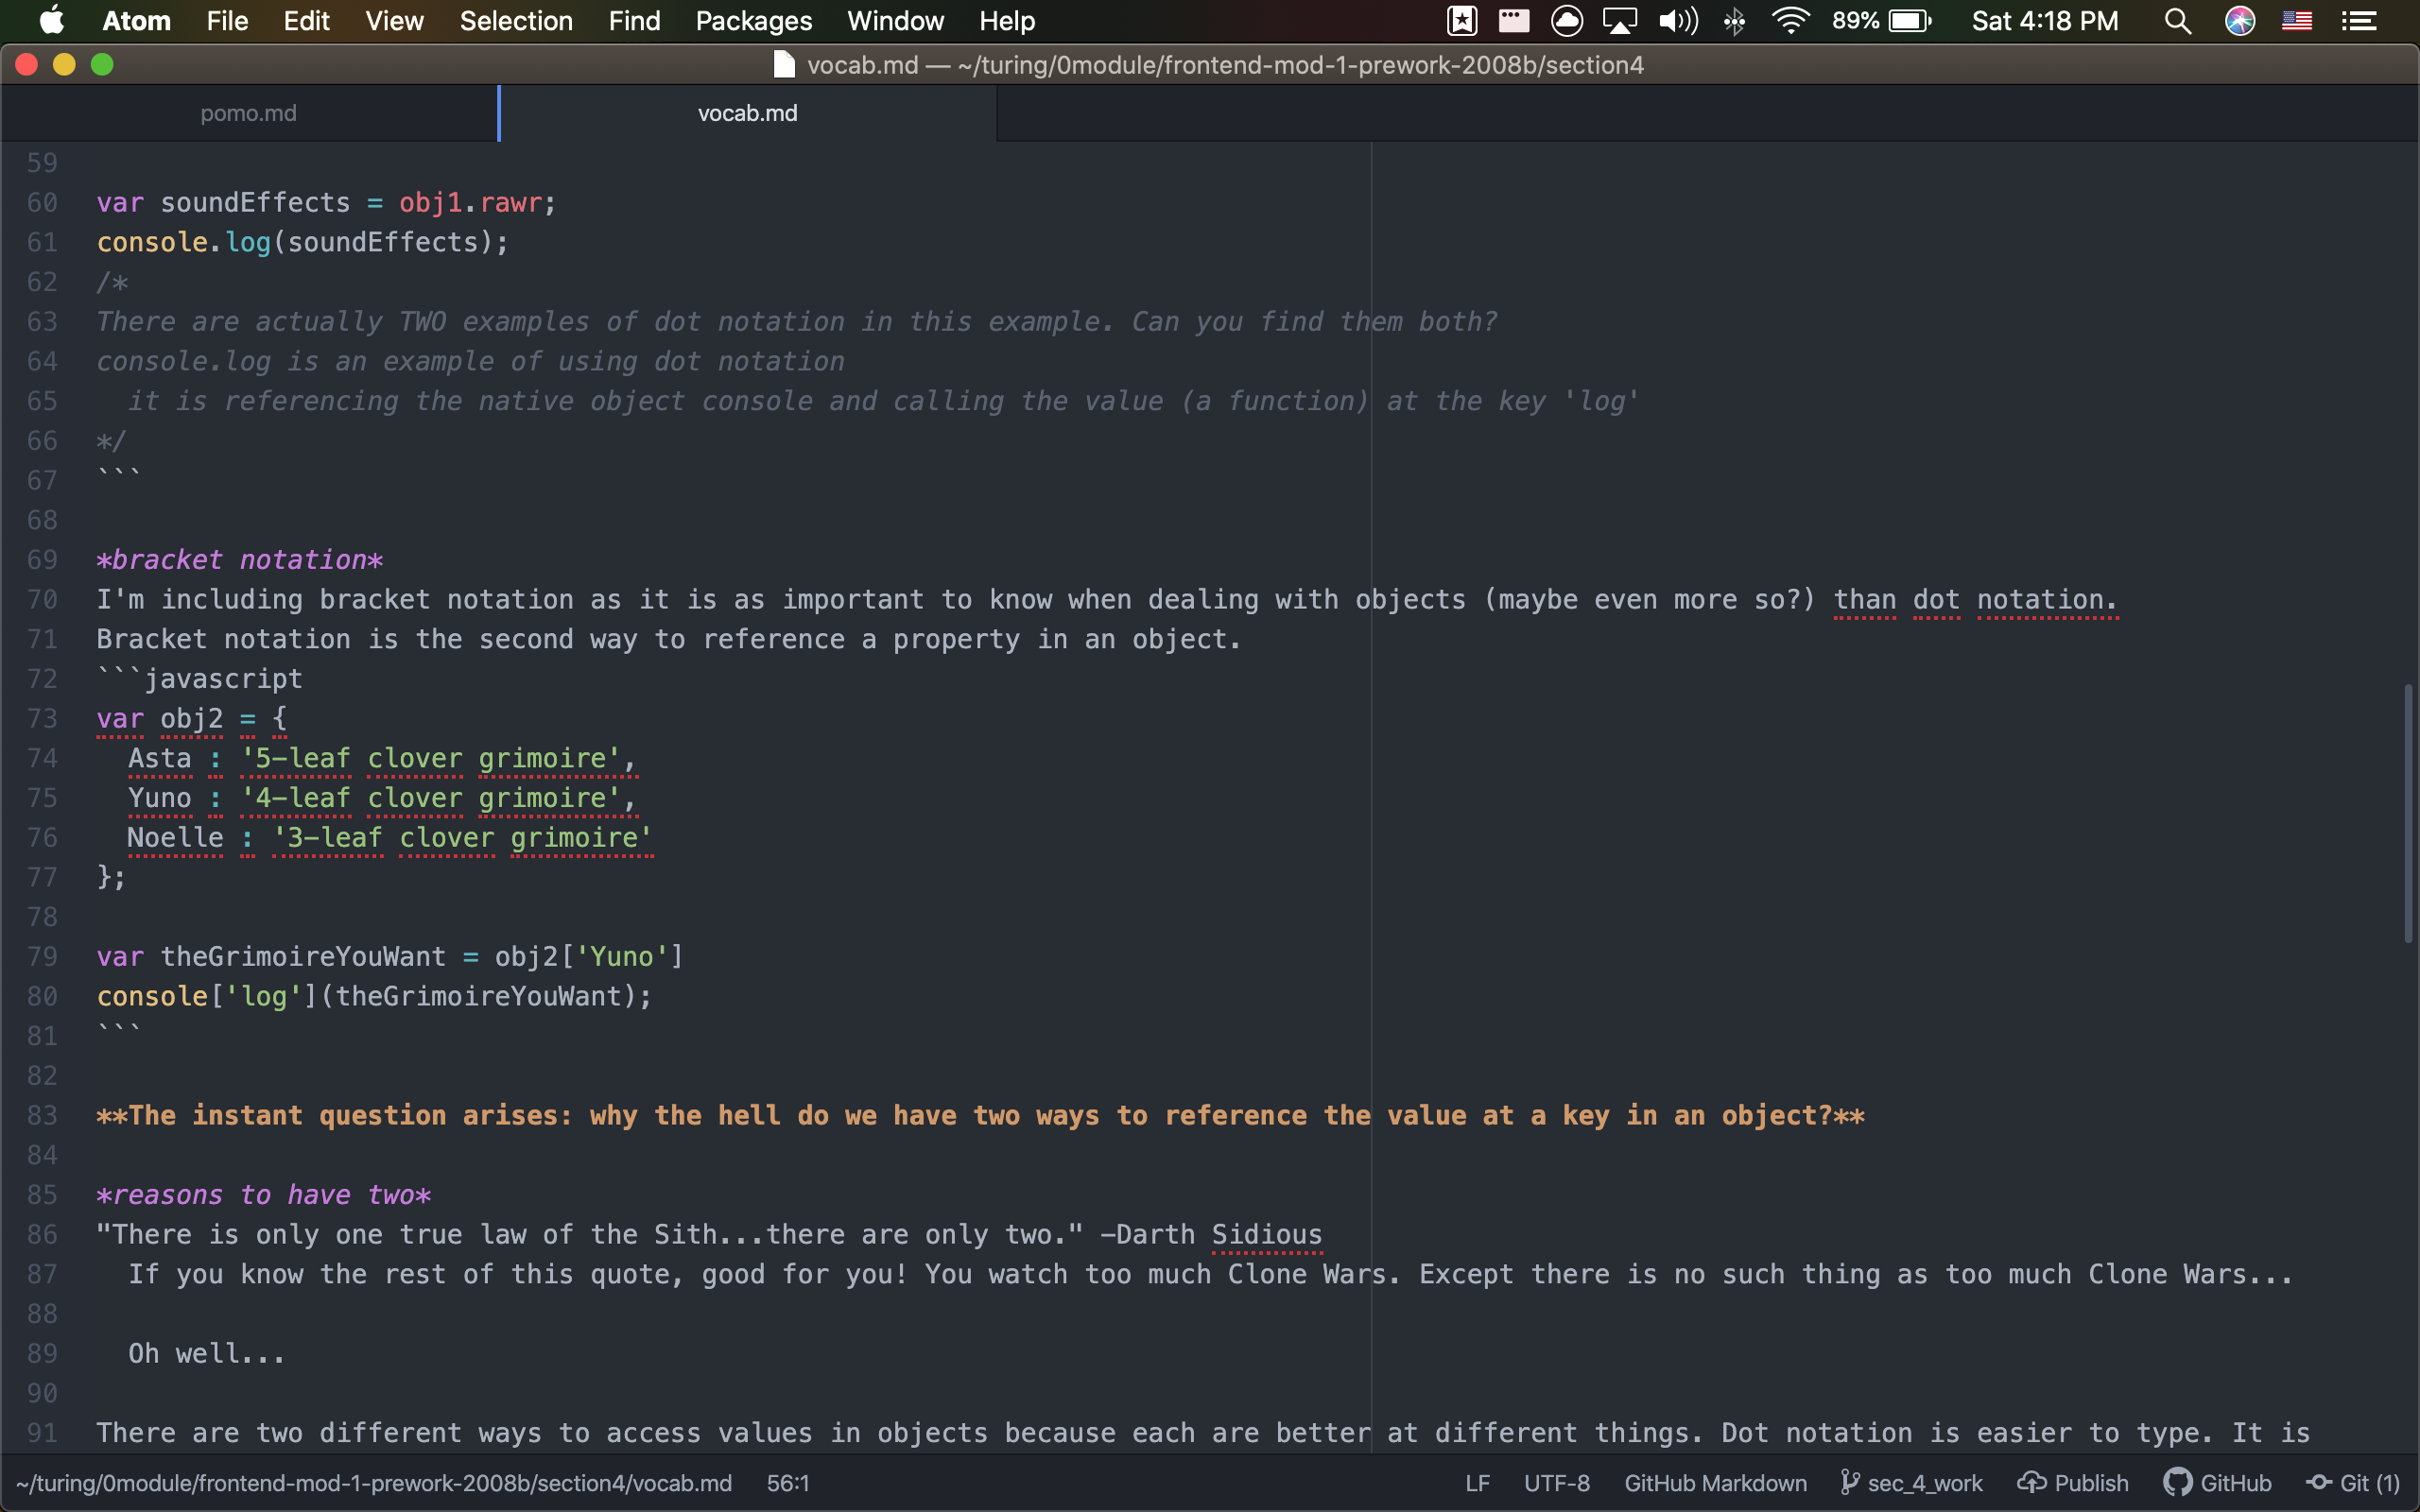 Atom File Edit View Selection Find Packages Window Help 89% Sat 4:18 PM
vocab.md — ~/turing/0module/frontend-mod-1-prework-2008b/section4
pomo.md vocab.md
59
60 var soundEffects = obj1.rawr;
61 console.log(soundEffects);
62 /*
63 There are actually TWO examples of dot notation in this example. Can you find them both?
64 console.log is an example of using dot notation
65   it is referencing the native object console and calling the value (a function) at the key 'log'
66 */
67 ```
68
69 *bracket notation*
70 I'm including bracket notation as it is as important to know when dealing with objects (maybe even more so?) than dot notation.
71 Bracket notation is the second way to reference a property in an object.
72 ```javascript
73 var obj2 = {
74   Asta : '5-leaf clover grimoire',
75   Yuno : '4-leaf clover grimoire',
76   Noelle : '3-leaf clover grimoire'
77 };
78
79 var theGrimoireYouWant = obj2['Yuno']
80 console['log'](theGrimoireYouWant);
81 ```
82
83 **The instant question arises: why the hell do we have two ways to reference the value at a key in an object?**
84
85 *reasons to have two*
86 "There is only one true law of the Sith...there are only two." -Darth Sidious
87   If you know the rest of this quote, good for you! You watch too much Clone Wars. Except there is no such thing as too much Clone Wars...
88
89   Oh well...
90
91 There are two different ways to access values in objects because each are better at different things. Dot notation is easier to type. It is
~/turing/0module/frontend-mod-1-prework-2008b/section4/vocab.md 56:1 LF UTF-8 GitHub Markdown sec_4_work Publish GitHub Git (1)